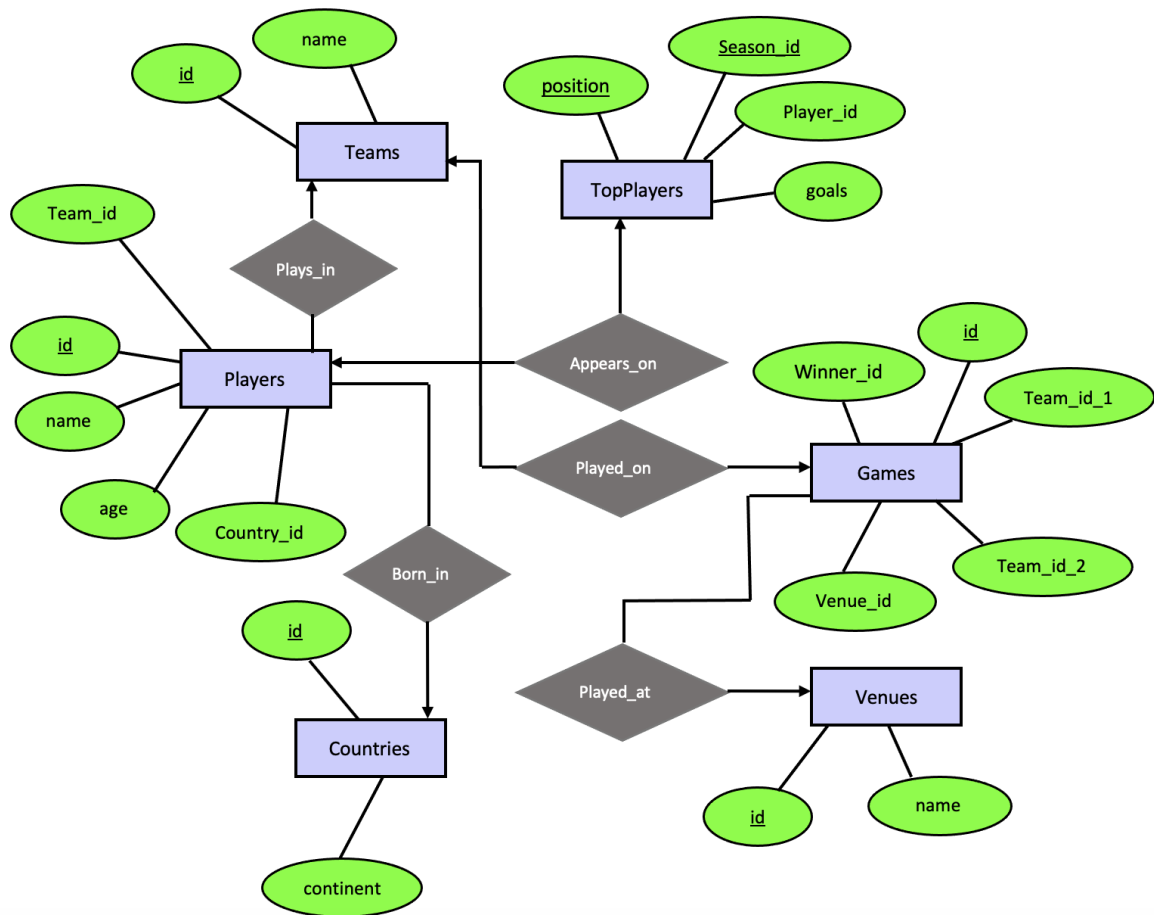 name
id
Season_id
position
Player_id
Teams
TopPlayers
goals
Team_id
Plays_in
id
id
Winner_id
Appears_on
Players
Team_id_1
name
Played_on
Games
age
Country_id
Team_id_2
Born_in
Venue_id
id
Played_at
Venues
Countries
id
name
continent